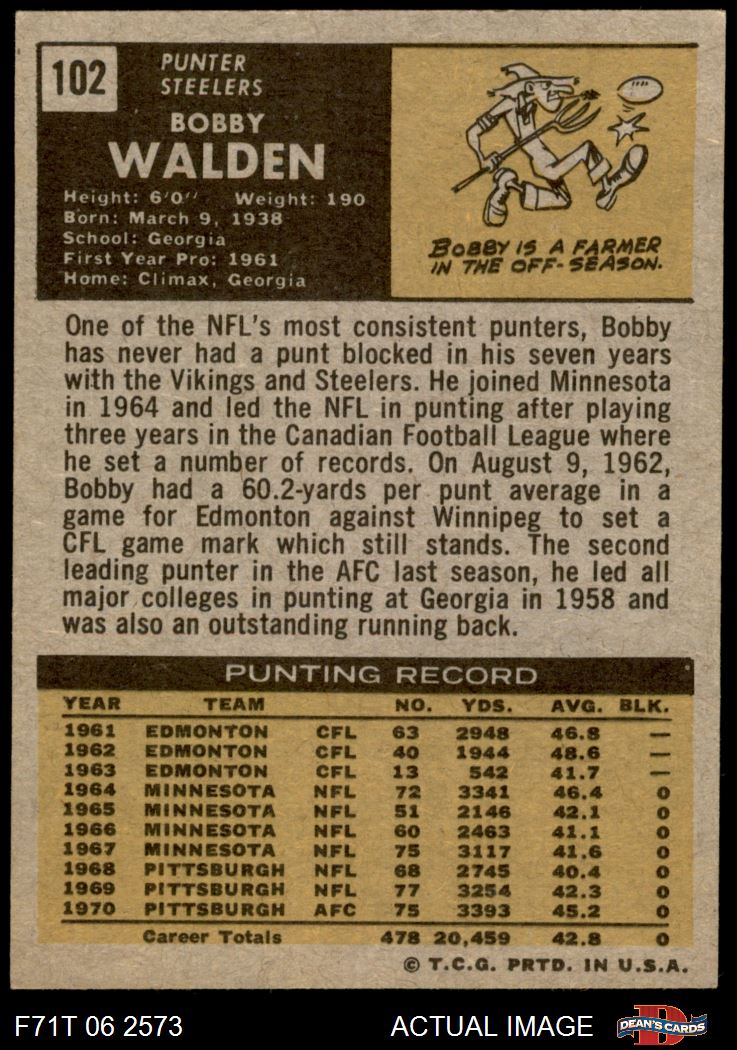 102
PUNTER
STEELERS
BOBBY
WALDEN
Height: 6'0" Weight: 190
Born: March 9, 1938
School: Georgia
First Year Pro: 1961
Home: Climax, Georgia
BOBBY IS A FARMER
IN THE OFF-SEASON.
One of the NFL's most consistent punters, Bobby
has never had a punt blocked in his seven years
with the Vikings and Steelers. He joined Minnesota
in 1964 and led the NFL in punting after playing
three years in the Canadian Football League where
he set a number of records. On August 9, 1962,
Bobby had a 60.2-yards per punt average in a
game for Edmonton against Winnipeg to set a
CFL game mark which still stands. The second
leading punter in the AFC last season, he led all
major colleges in punting at Georgia in 1958 and
was also an outstanding running back.
PUNTING RECORD
YEAR TEAM NO. YDS. AVG. BLK.
1961 EDMONTON CFL 63 2948 46.8 —
1962 EDMONTON CFL 40 1944 48.6 —
1963 EDMONTON CFL 13 542 41.7 —
1964 MINNESOTA NFL 72 3341 46.4 0
1965 MINNESOTA NFL 51 2146 42.1 0
1966 MINNESOTA NFL 60 2463 41.1 0
1967 MINNESOTA NFL 75 3117 41.6 0
1968 PITTSBURGH NFL 68 2745 40.4 0
1969 PITTSBURGH NFL 77 3254 42.3 0
1970 PITTSBURGH AFC 75 3393 45.2 0
Career Totals 478 20,459 42.8 0
© T.C.G. PRTD. IN U.S.A.
F71T 06 2573 ACTUAL IMAGE D DEAN'S CARDS